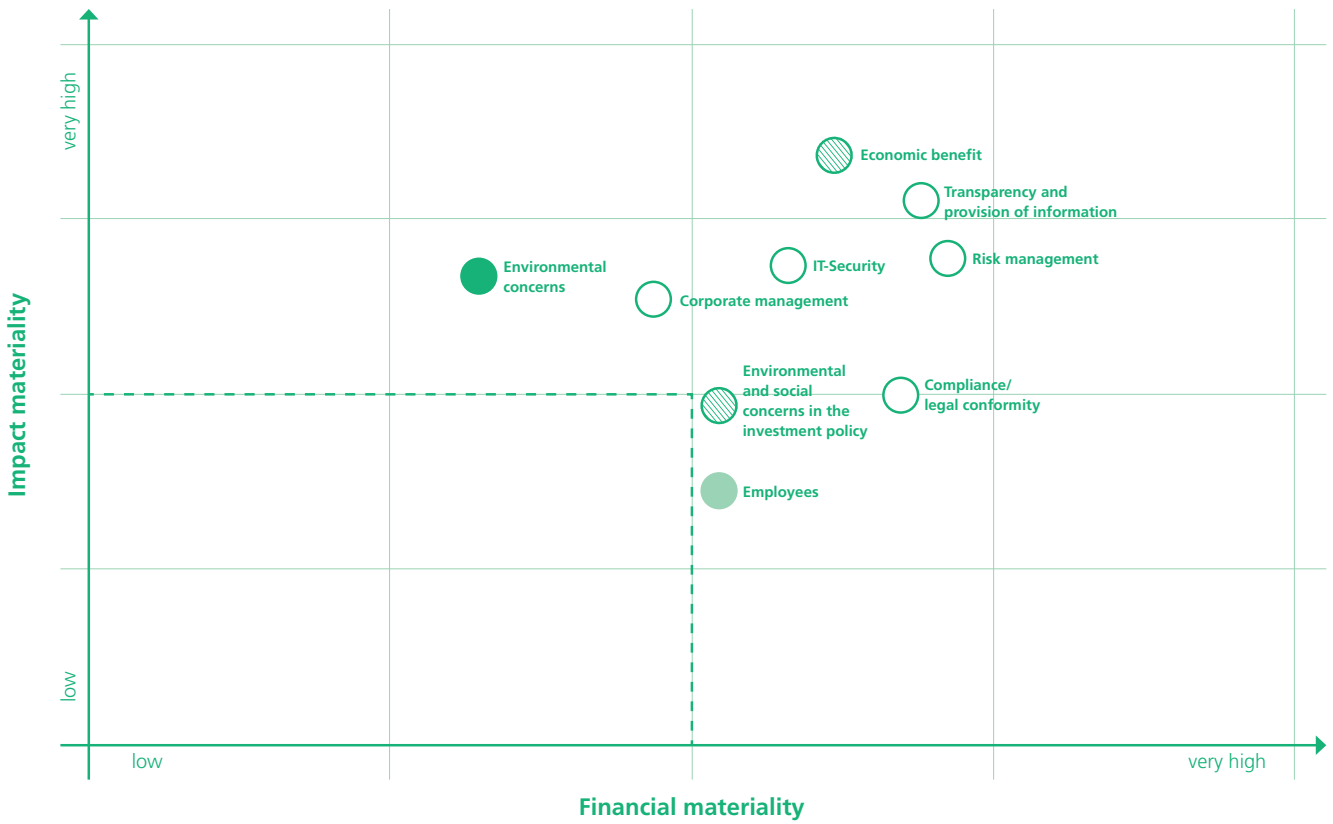 very high
Economic benefit
Transparency and
provision of information
Risk management
IT-Security
Environmental
concerns
Corporate management
Impact materiality
Environmental
and social
concerns in the
investment policy
Compliance/
legal conformity
Employees
low
low
very high
Financial materiality